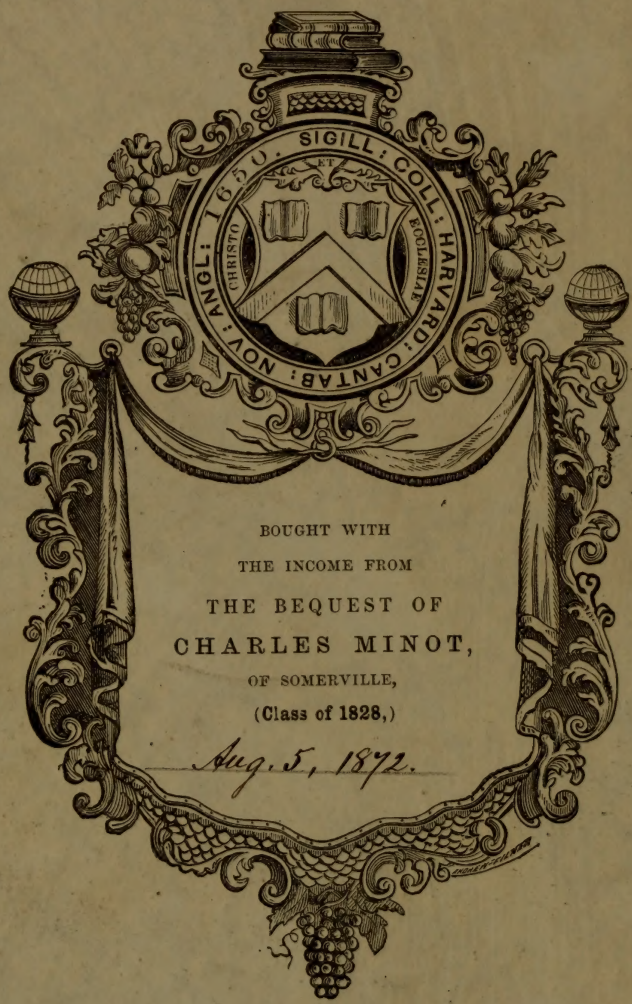 SIGILL: COLL: HARVARD: CANTAB: NOV: ANGL: 1650.
ET
CHRISTO
ECCLESIAE
BOUGHT WITH
THE INCOME FROM
THE BEQUEST OF
CHARLES MINOT,
OF SOMERVILLE,
(Class of 1828,)
Aug. 5, 1872.